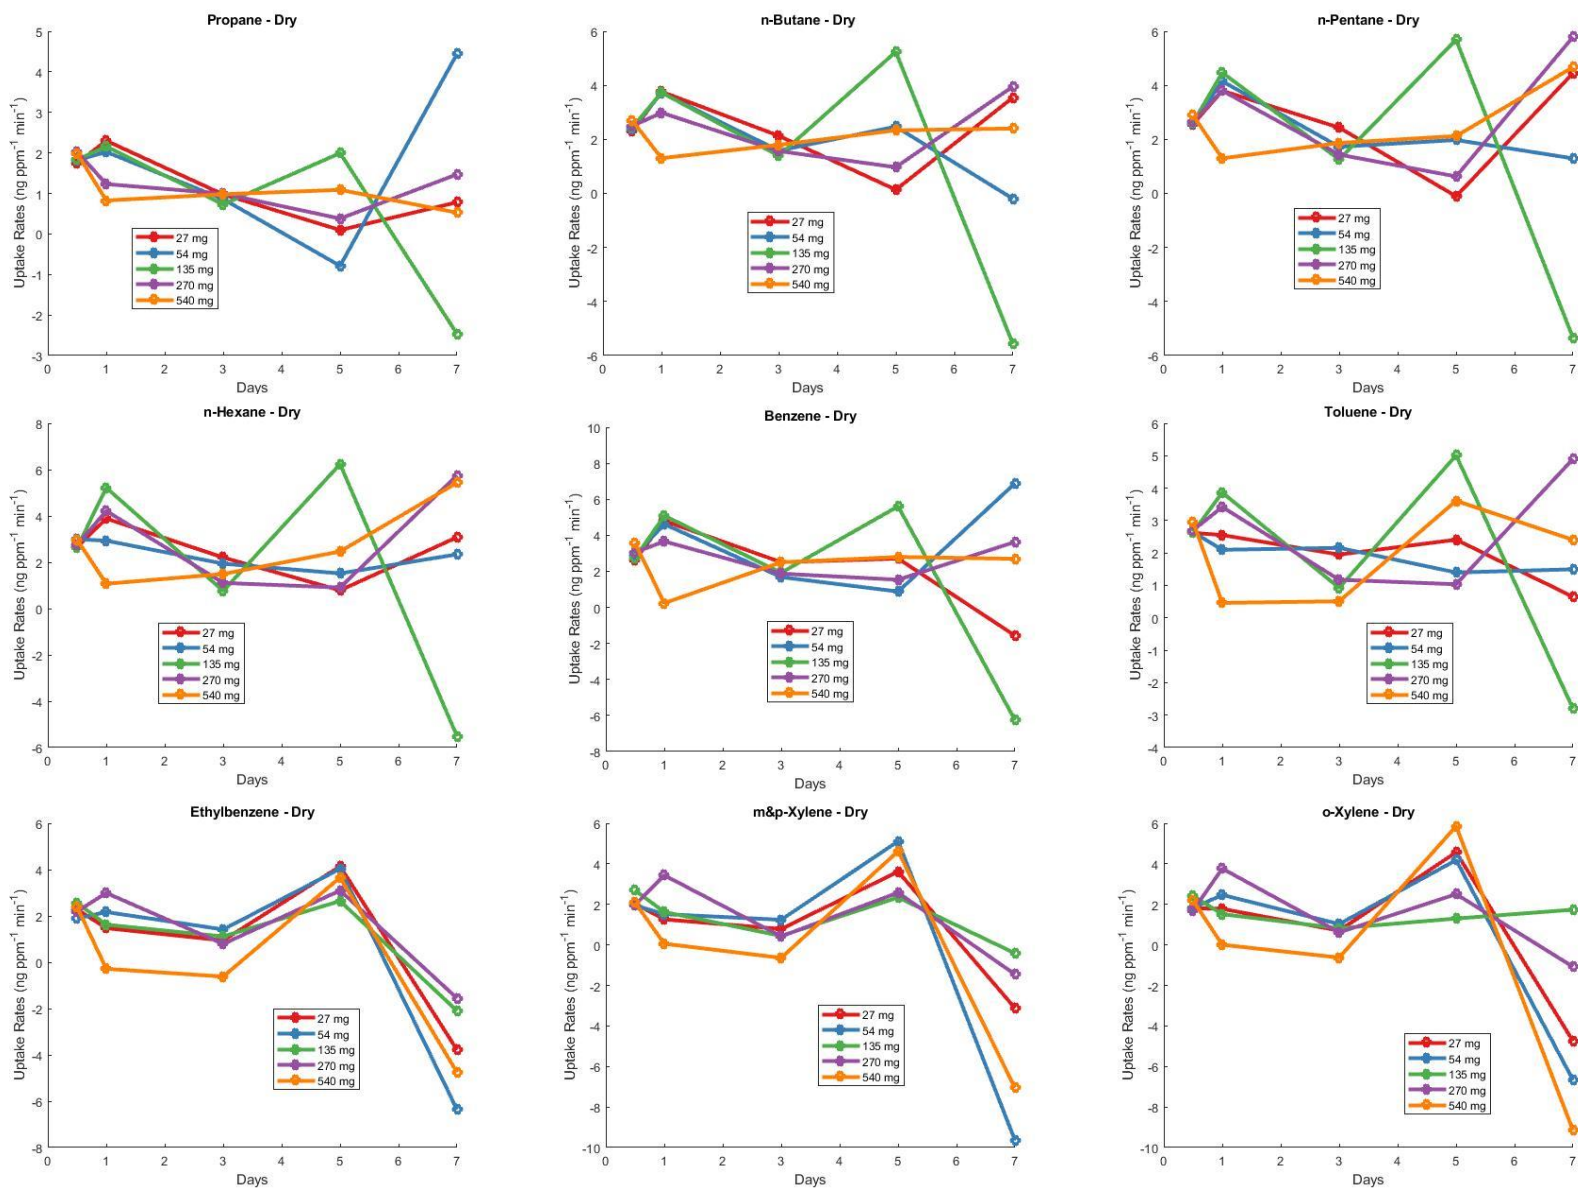 Propane - Dry
Uptake Rates (ng ppm⁻¹ min⁻¹)
5
4
3
2
1
0
-1
-2
-3
27 mg
54 mg
135 mg
270 mg
540 mg
0 1 2 3 4 5 6 7
Days
n-Butane - Dry
Uptake Rates (ng ppm⁻¹ min⁻¹)
6
4
2
0
-2
-4
-6
27 mg
54 mg
135 mg
270 mg
540 mg
0 1 2 3 4 5 6 7
Days
n-Pentane - Dry
Uptake Rates (ng ppm⁻¹ min⁻¹)
6
4
2
0
-2
-4
-6
27 mg
54 mg
135 mg
270 mg
540 mg
0 1 2 3 4 5 6 7
Days
n-Hexane - Dry
Uptake Rates (ng ppm⁻¹ min⁻¹)
8
6
4
2
0
-2
-4
-6
27 mg
54 mg
135 mg
270 mg
540 mg
0 1 2 3 4 5 6 7
Days
Benzene - Dry
Uptake Rates (ng ppm⁻¹ min⁻¹)
10
8
6
4
2
0
-2
-4
-6
-8
27 mg
54 mg
135 mg
270 mg
540 mg
0 1 2 3 4 5 6 7
Days
Toluene - Dry
Uptake Rates (ng ppm⁻¹ min⁻¹)
6
5
4
3
2
1
0
-1
-2
-3
-4
27 mg
54 mg
135 mg
270 mg
540 mg
0 1 2 3 4 5 6 7
Days
Ethylbenzene - Dry
Uptake Rates (ng ppm⁻¹ min⁻¹)
6
4
2
0
-2
-4
-6
-8
27 mg
54 mg
135 mg
270 mg
540 mg
0 1 2 3 4 5 6 7
Days
m&p-Xylene - Dry
Uptake Rates (ng ppm⁻¹ min⁻¹)
6
4
2
0
-2
-4
-6
-8
-10
27 mg
54 mg
135 mg
270 mg
540 mg
0 1 2 3 4 5 6 7
Days
o-Xylene - Dry
Uptake Rates (ng ppm⁻¹ min⁻¹)
6
4
2
0
-2
-4
-6
-8
-10
27 mg
54 mg
135 mg
270 mg
540 mg
0 1 2 3 4 5 6 7
Days